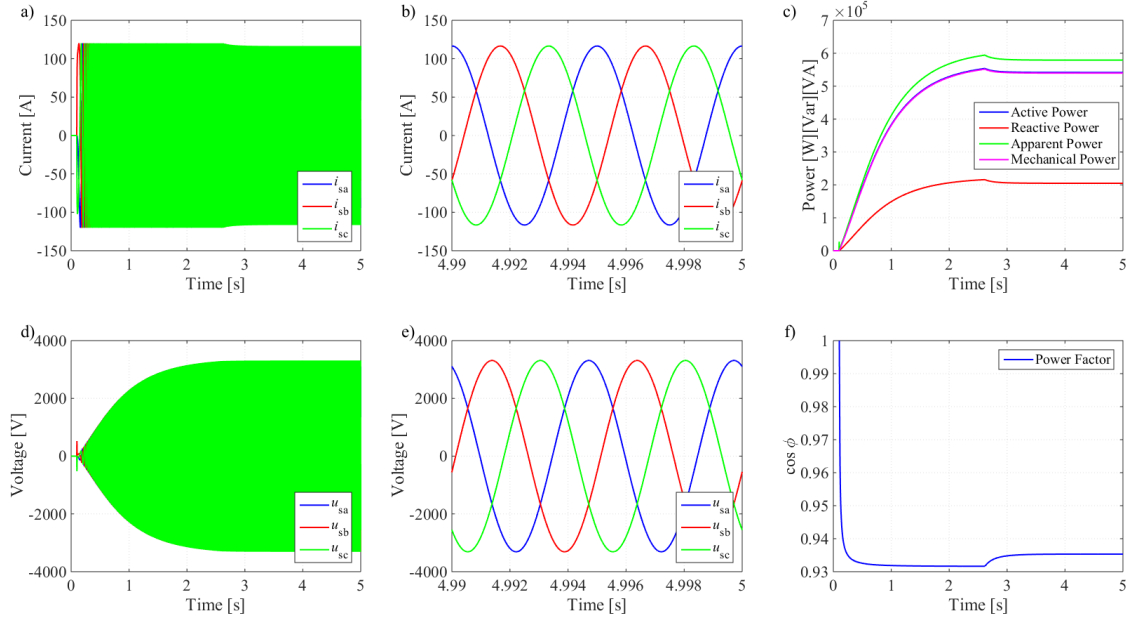 a)
150
100
50
0
-50
-100
-150
Current [A]
i sa
i sb
i sc
0 1 2 3 4 5
Time [s]
b)
150
100
50
0
-50
-100
-150
Current [A]
i sa
i sb
i sc
4.99 4.992 4.994 4.996 4.998 5
Time [s]
c)
×10^5
7
6
5
4
3
2
1
0
Power [W][Var][VA]
Active Power
Reactive Power
Apparent Power
Mechanical Power
0 1 2 3 4 5
Time [s]
d)
4000
2000
0
-2000
-4000
Voltage [V]
u sa
u sb
u sc
0 1 2 3 4 5
Time [s]
e)
4000
2000
0
-2000
-4000
Voltage [V]
u sa
u sb
u sc
4.99 4.992 4.994 4.996 4.998 5
Time [s]
f)
1
0.99
0.98
0.97
0.96
0.95
0.94
0.93
cos ϕ
Power Factor
0 1 2 3 4 5
Time [s]